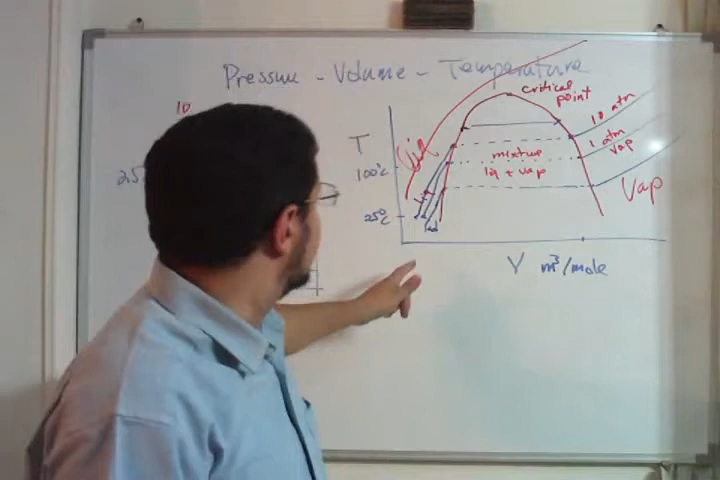 Pressure - Volume - Temperature
10
25
T
100°c
25°c
Liq
critical
point
mixture
liq + vap
10 atm
1 atm
vap
Vap
V m³/mole